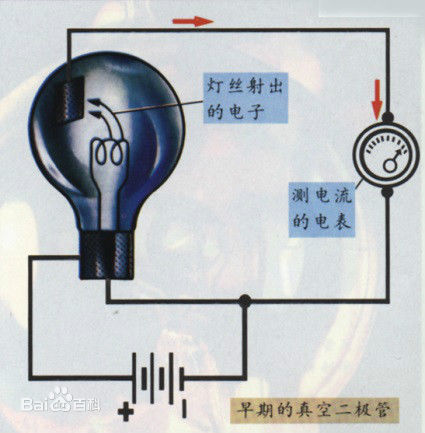 灯丝射出
的电子
测电流
的电表
+ -
Bai百科
早期的真空二极管